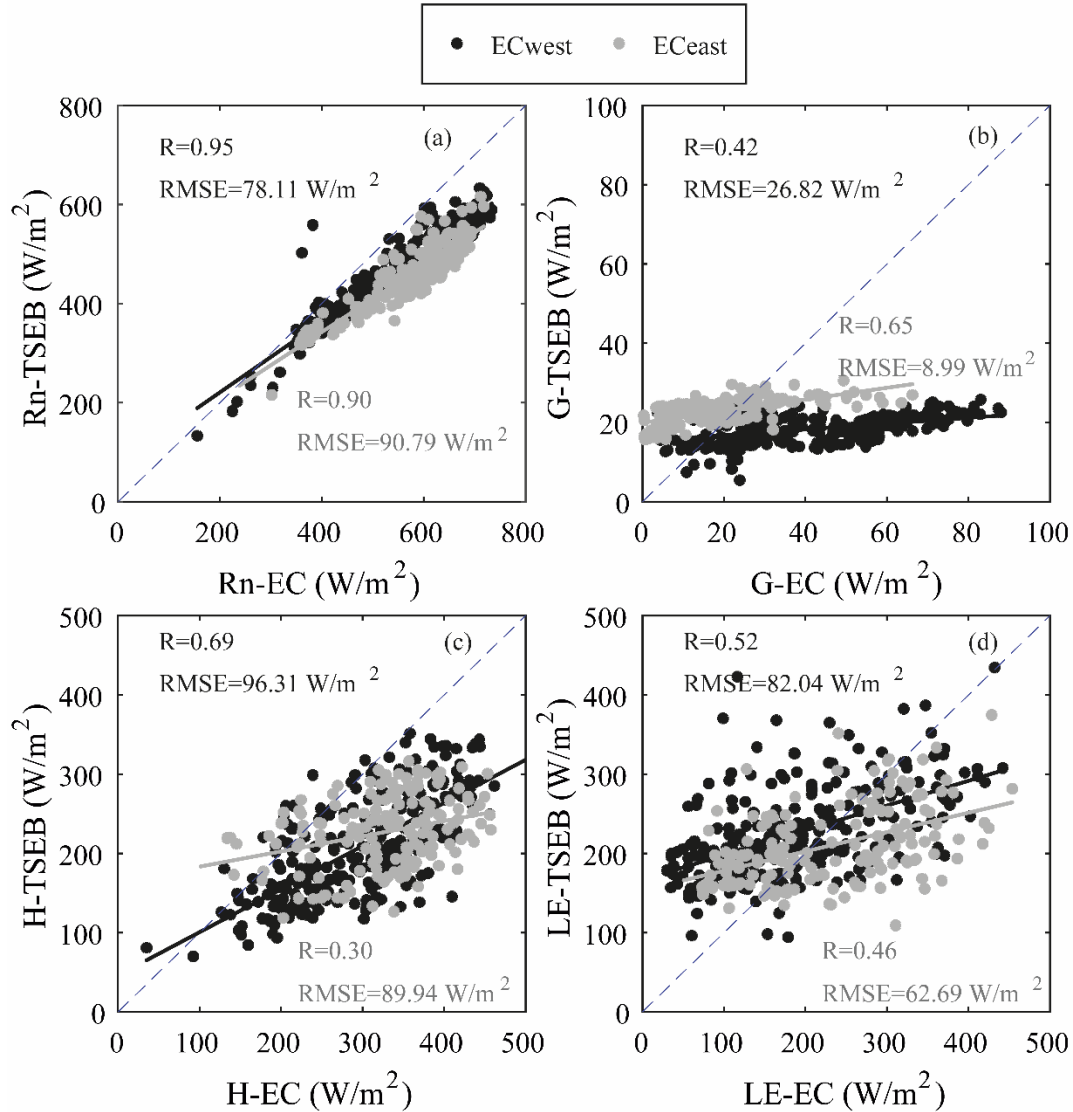 ECwest ECeast
800
600
400
200
0
Rn-TSEB (W/m²)
R=0.95
RMSE=78.11 W/m ²
(a)
R=0.90
RMSE=90.79 W/m²
0 200 400 600 800
Rn-EC (W/m²)
100
80
60
40
20
0
G-TSEB (W/m²)
R=0.42
RMSE=26.82 W/m ²
(b)
R=0.65
RMSE=8.99 W/m²
0 20 40 60 80 100
G-EC (W/m²)
500
400
300
200
100
0
H-TSEB (W/m²)
R=0.69
RMSE=96.31 W/m ²
(c)
R=0.30
RMSE=89.94 W/m ²
0 100 200 300 400 500
H-EC (W/m²)
500
400
300
200
100
0
LE-TSEB (W/m²)
R=0.52
RMSE=82.04 W/m ²
(d)
R=0.46
RMSE=62.69 W/m ²
0 100 200 300 400 500
LE-EC (W/m²)